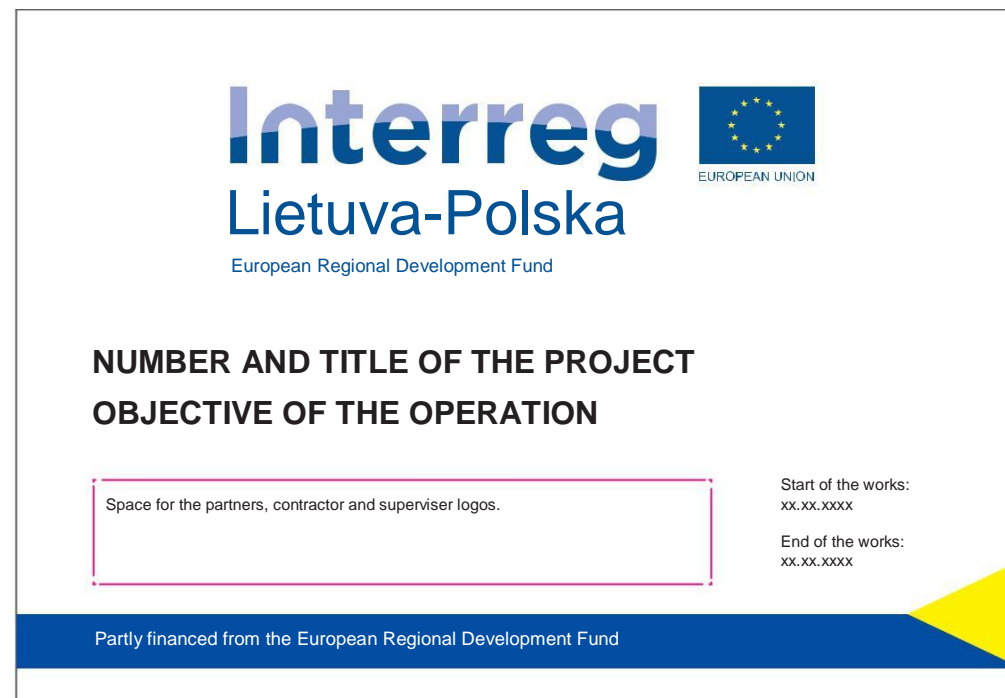 Interreg
EUROPEAN UNION
Lietuva-Polska
European Regional Development Fund
NUMBER AND TITLE OF THE PROJECT
OBJECTIVE OF THE OPERATION
Space for the partners, contractor and superviser logos.
Start of the works:
xx.xx.xxxx
End of the works:
xx.xx.xxxx
Partly financed from the European Regional Development Fund